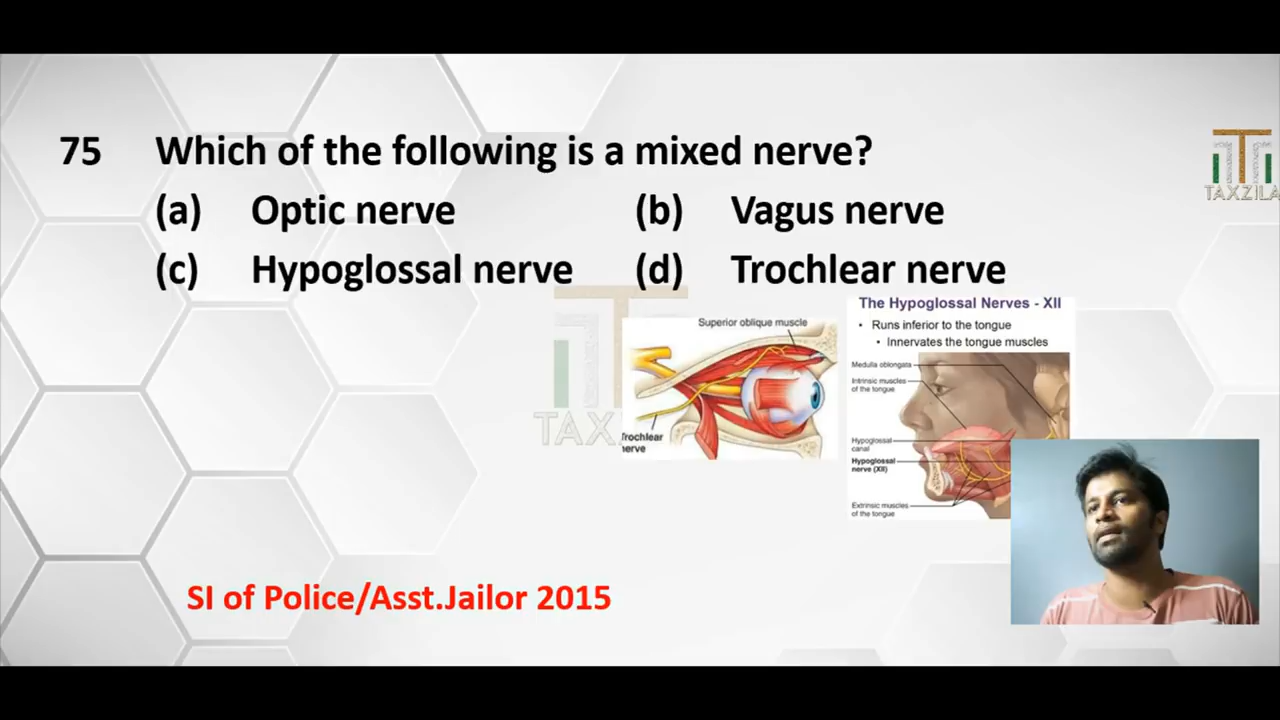 75 Which of the following is a mixed nerve?
(a) Optic nerve (b) Vagus nerve
(c) Hypoglossal nerve (d) Trochlear nerve
TAXZILA
The Hypoglossal Nerves - XII
• Runs inferior to the tongue
• Innervates the tongue muscles
Superior oblique muscle
Trochlear
nerve
Medulla oblongata
Intrinsic muscles
of the tongue
Hypoglossal
canal
Hypoglossal
nerve (XII)
Extrinsic muscles
of the tongue
SI of Police/Asst.Jailor 2015